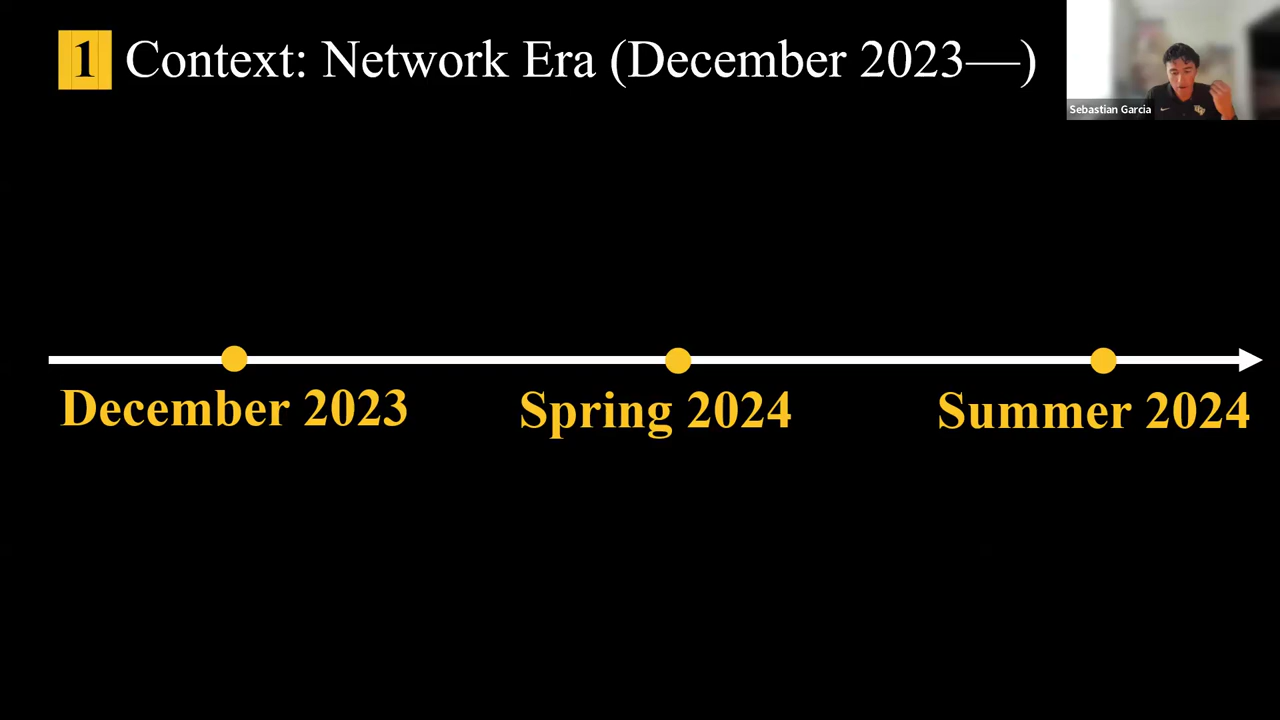 1 Context: Network Era (December 2023—)
Sebastian Garcia
December 2023
Spring 2024
Summer 2024